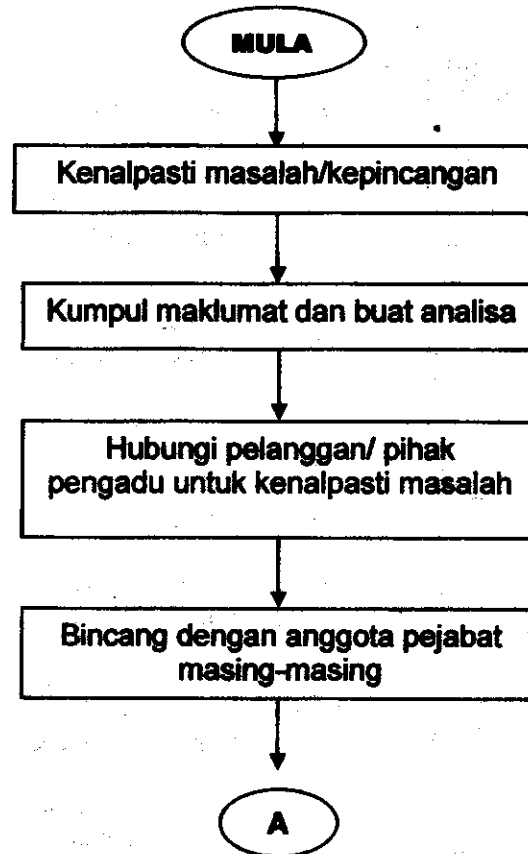 MULA
Kenalpasti masalah/kepincangan
Kumpul maklumat dan buat analisa
Hubungi pelanggan/ pihak
pengadu untuk kenalpasti masalah
Bincang dengan anggota pejabat
masing-masing
A